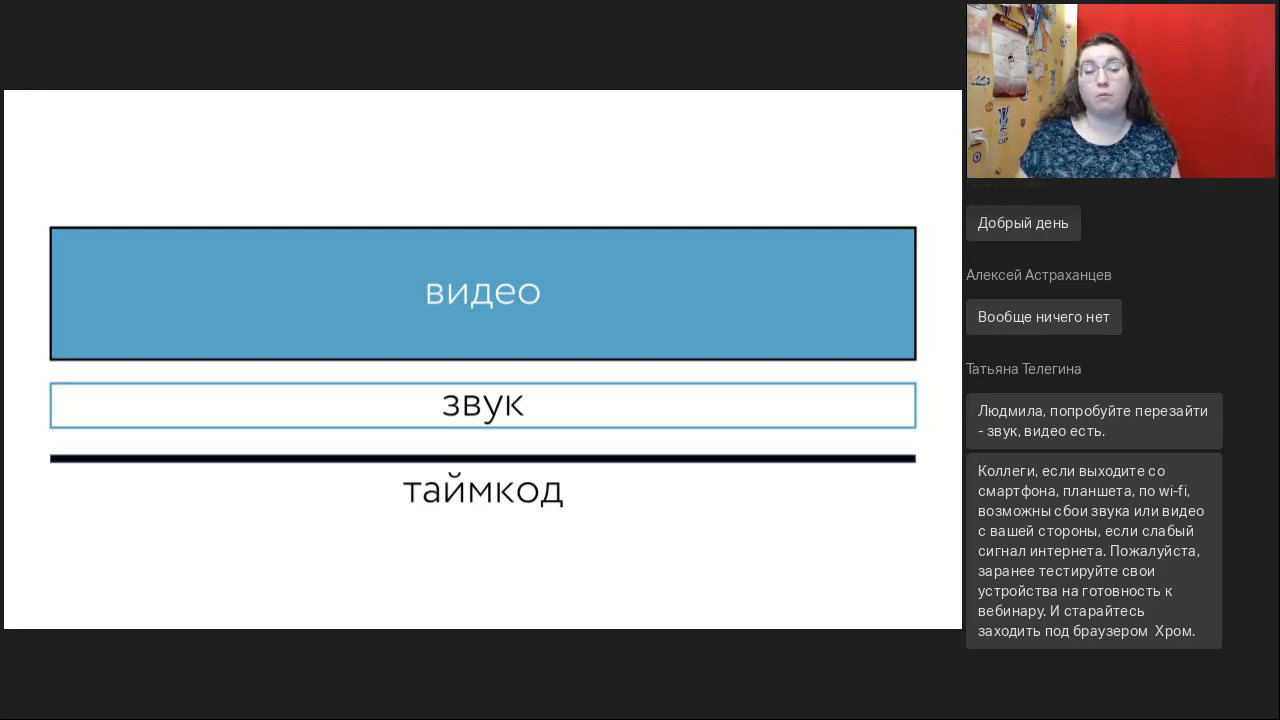 видео
звук
таймкод
CUP
Добрый день
Алексей Астраханцев
Вообще ничего нет
Татьяна Телегина
Людмила, попробуйте перезайти
- звук, видео есть.
Коллеги, если выходите со
смартфона, планшета, по wi-fi,
возможны сбои звука или видео
с вашей стороны, если слабый
сигнал интернета. Пожалуйста,
заранее тестируйте свои
устройства на готовность к
вебинару. И старайтесь
заходить под браузером Хром.